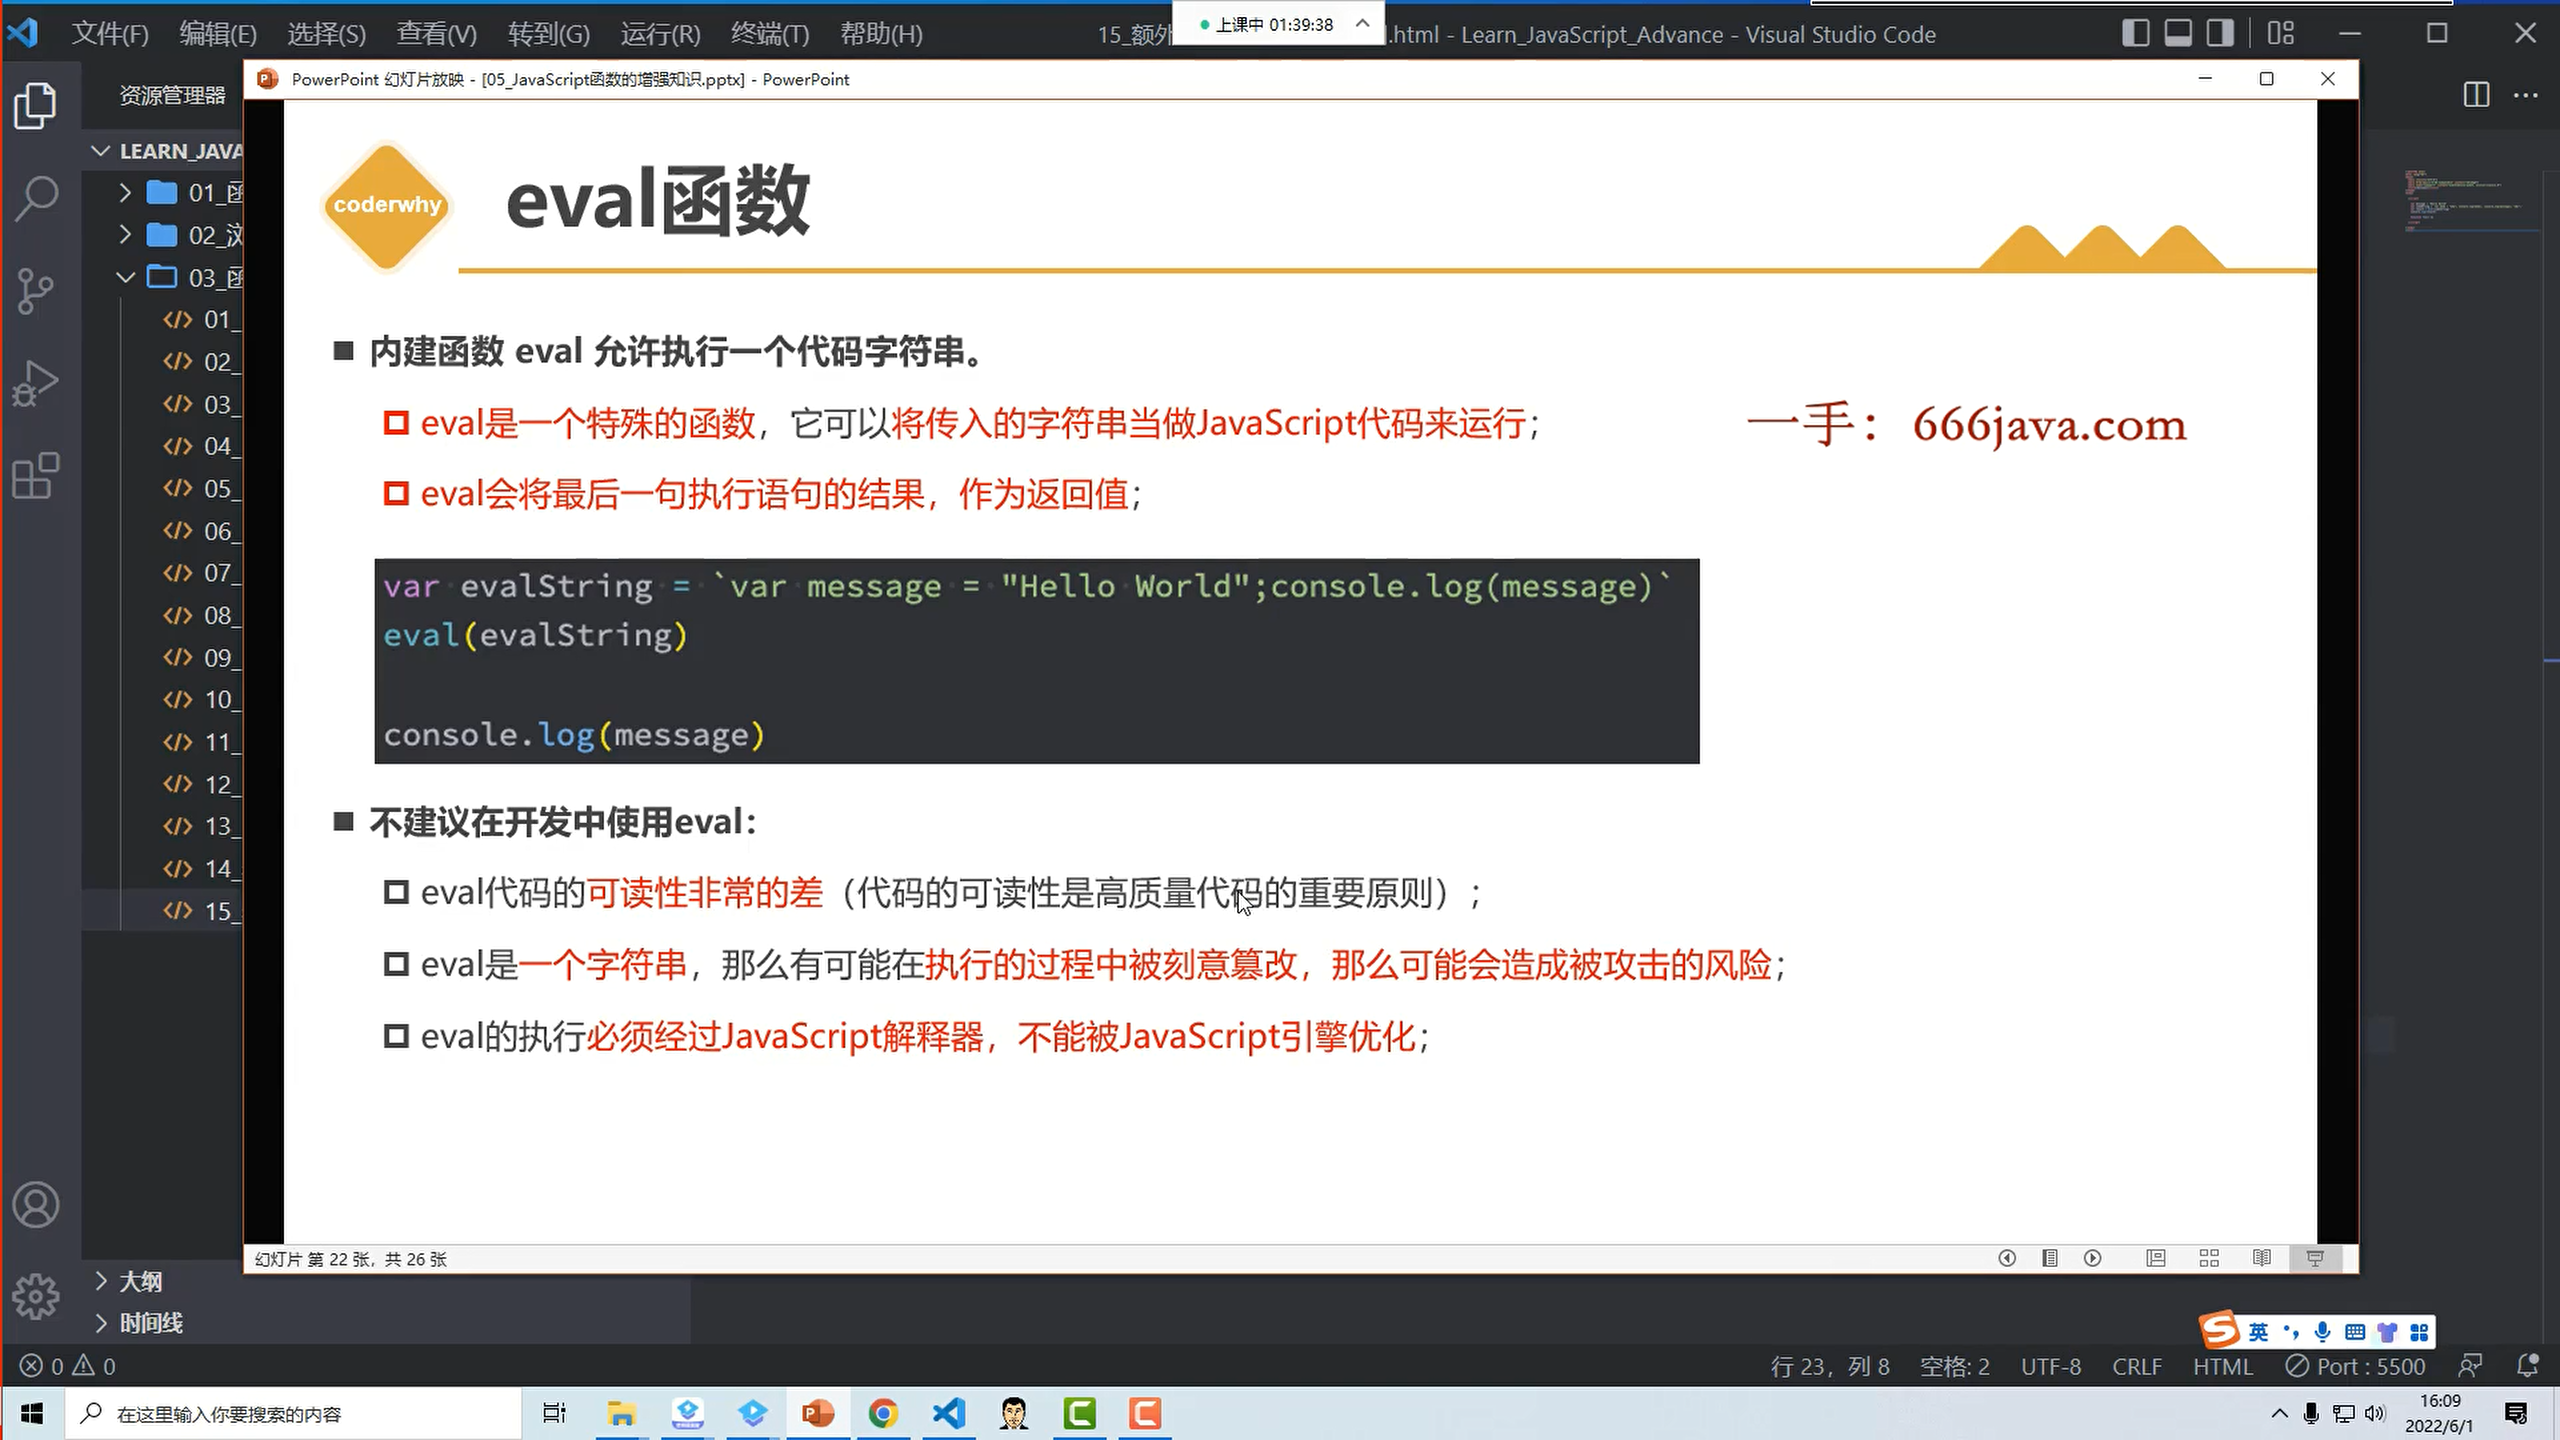 文件(F) 编辑(E) 选择(S) 查看(V) 转到(G) 运行(R) 终端(T) 帮助(H) 15_额外 上课中 01:39:38 .html - Learn_JavaScript_Advance - Visual Studio Code
资源管理器
PowerPoint 幻灯片放映 - [05_JavaScript函数的增强知识.pptx] - PowerPoint
LEARN_JAVA
01_函
02_浏
03_函
01_
02_
03_
04_
05_
06_
07_
08_
09_
10_
11_
12_
13_
14_
15_
coderwhy
eval函数
内建函数 eval 允许执行一个代码字符串。
eval是一个特殊的函数，它可以将传入的字符串当做JavaScript代码来运行；
一手：666java.com
eval会将最后一句执行语句的结果，作为返回值；
var evalString = `var message = "Hello World";console.log(message)`
eval(evalString)
console.log(message)
不建议在开发中使用eval：
eval代码的可读性非常的差（代码的可读性是高质量代码的重要原则）；
eval是一个字符串，那么有可能在执行的过程中被刻意篡改，那么可能会造成被攻击的风险；
eval的执行必须经过JavaScript解释器，不能被JavaScript引擎优化；
幻灯片 第 22 张，共 26 张
大纲
时间线
英
0 0 行 23，列 8 空格: 2 UTF-8 CRLF HTML Port : 5500
在这里输入你要搜索的内容
16:09
2022/6/1